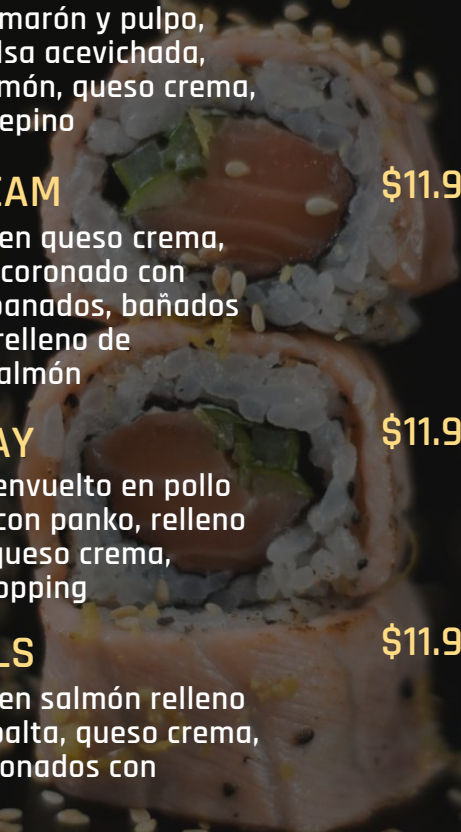 marón y pulpo,
lsa acevichada,
món, queso crema,
epino
EAM $11.9
en queso crema,
coronado con
panados, bañados
relleno de
almón
AY $11.9
envuelto en pollo
con panko, relleno
queso crema,
opping
LS $11.9
en salmón relleno
palta, queso crema,
onados con